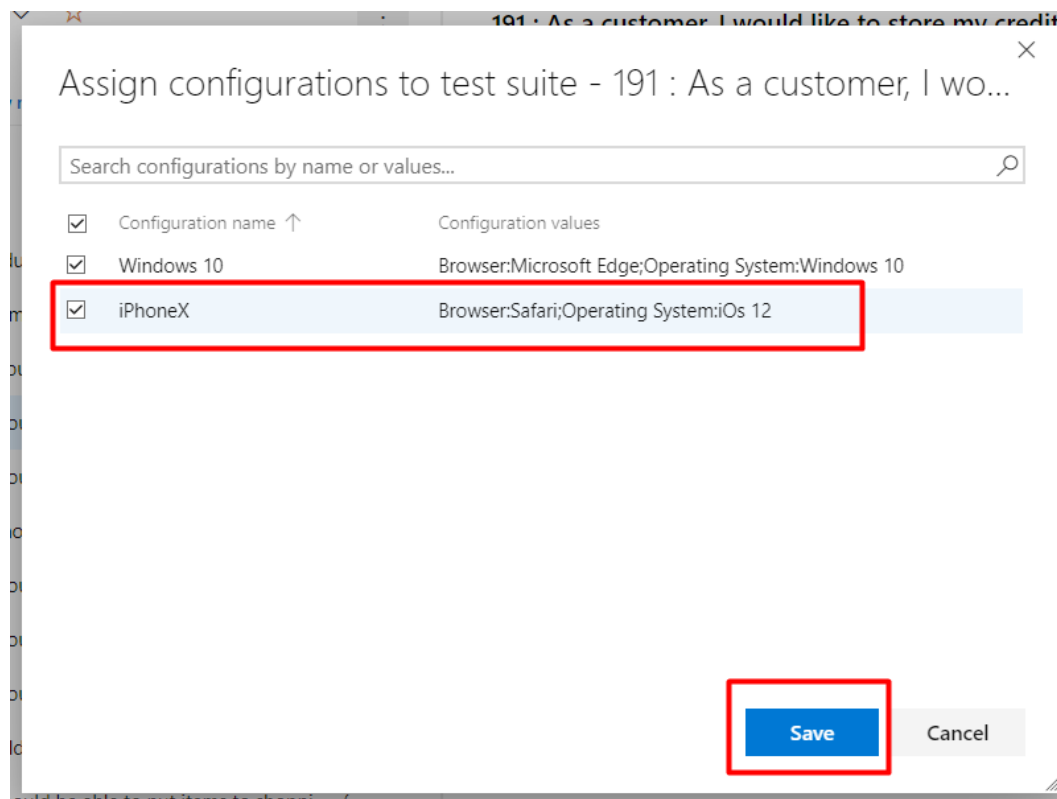 191 : As a customer, I would like to store my credit
Assign configurations to test suite - 191 : As a customer, I wo...
Search configurations by name or values...
Configuration name ↑ Configuration values
Windows 10 Browser:Microsoft Edge;Operating System:Windows 10
iPhoneX Browser:Safari;Operating System:iOs 12
Save Cancel